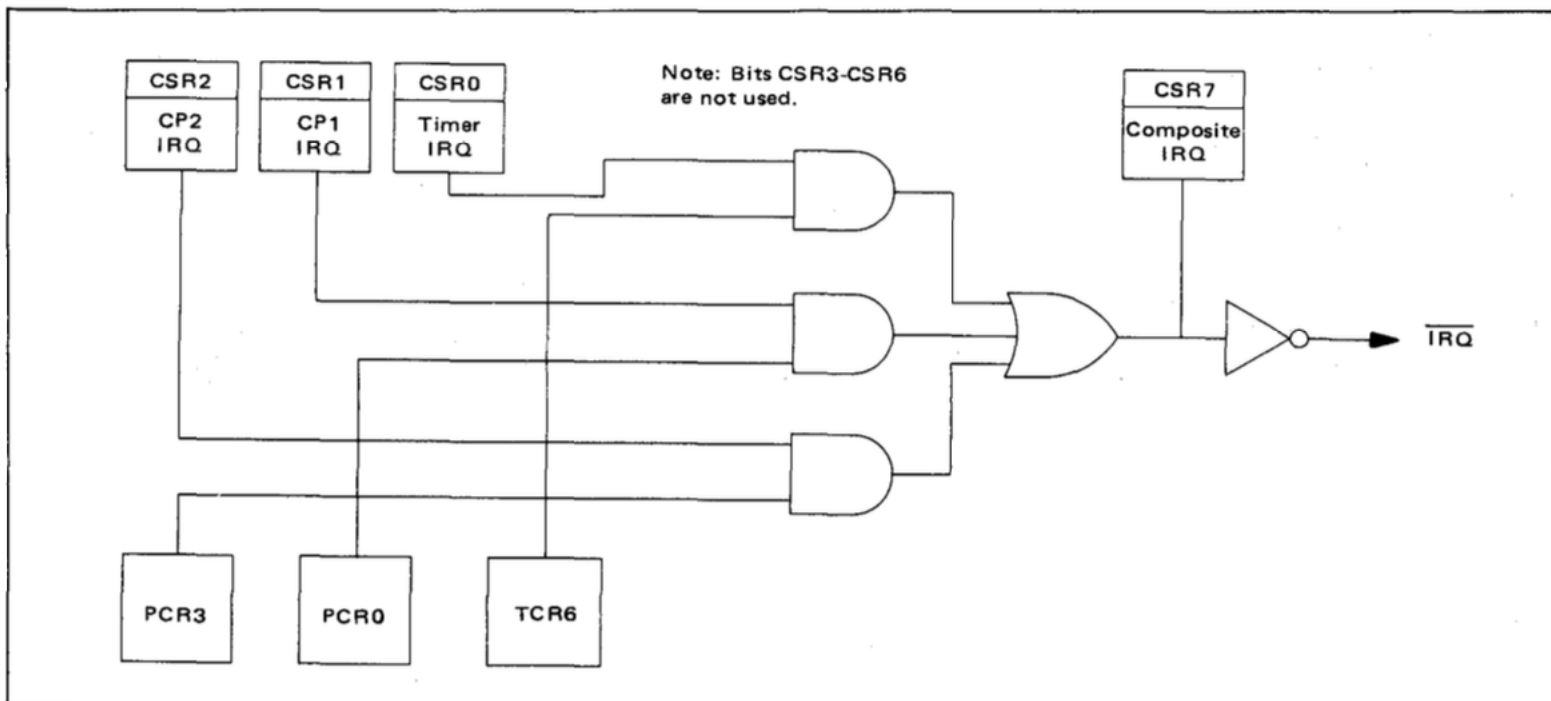 CSR2
CP2
IRQ
CSR1
CP1
IRQ
CSR0
Timer
IRQ
Note: Bits CSR3-CSR6
are not used.
CSR7
Composite
IRQ
IRQ
PCR3
PCR0
TCR6